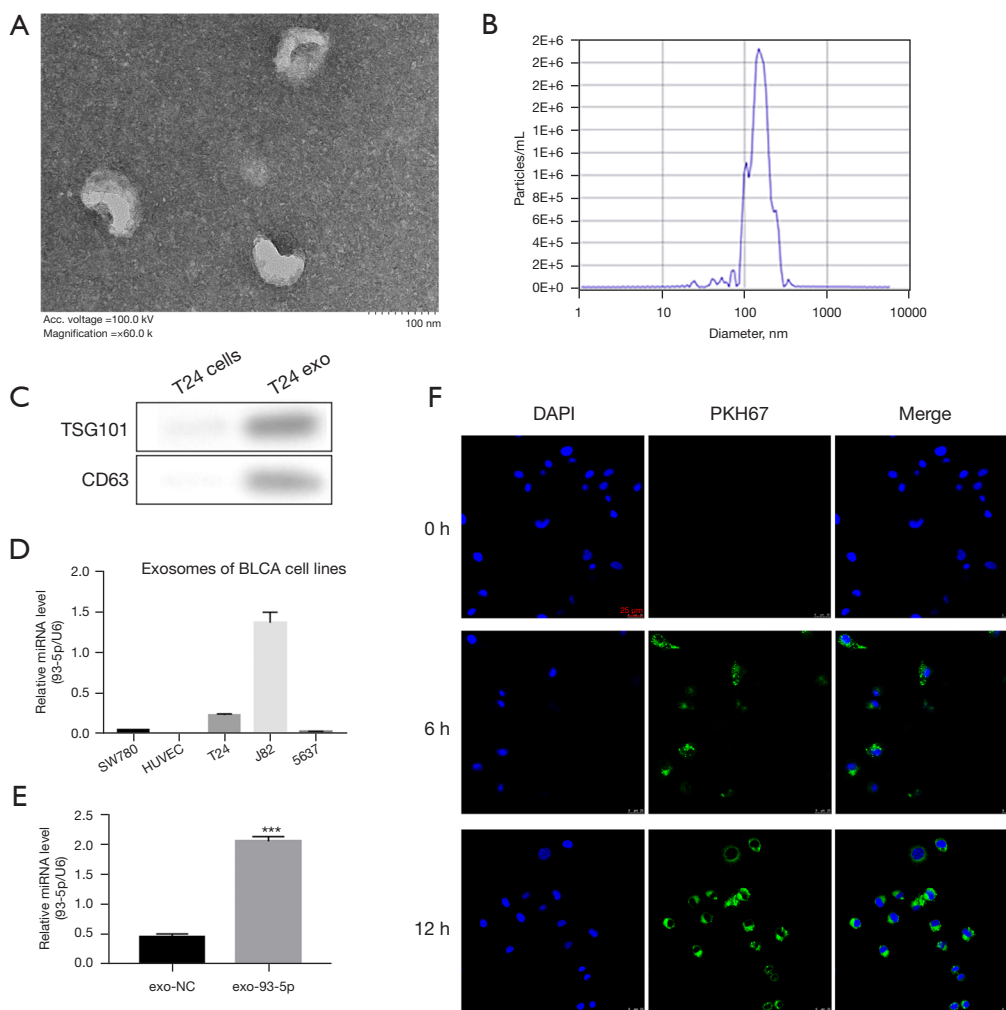 A
Acc. voltage =100.0 kV
Magnification =×60.0 k
100 nm
B
2E+6
2E+6
2E+6
2E+6
1E+6
1E+6
8E+5
6E+5
4E+5
2E+5
0E+0
Particles/mL
1
10
100
1000
10000
Diameter, nm
C
T24 cells
T24 exo
TSG101
CD63
D
Exosomes of BLCA cell lines
Relative miRNA level
(93-5p/U6)
2.0
1.5
1.0
0.5
0.0
SW780
HUVEC
T24
J82
5637
E
Relative miRNA level
(93-5p/U6)
2.5
2.0
1.5
1.0
0.5
0.0
***
exo-NC
exo-93-5p
F
DAPI
PKH67
Merge
0 h
25 μm
6 h
12 h